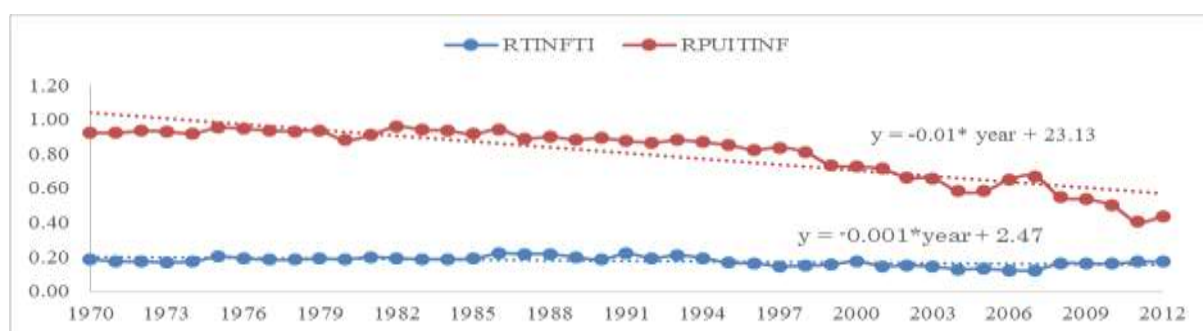 RTINFTI RPUITINF
1.20
1.00
0.80
0.60
0.40
0.20
0.00
y = -0.01* year + 23.13
y = -0.001*year + 2.47
1970 1973 1976 1979 1982 1985 1988 1991 1994 1997 2000 2003 2006 2009 2012